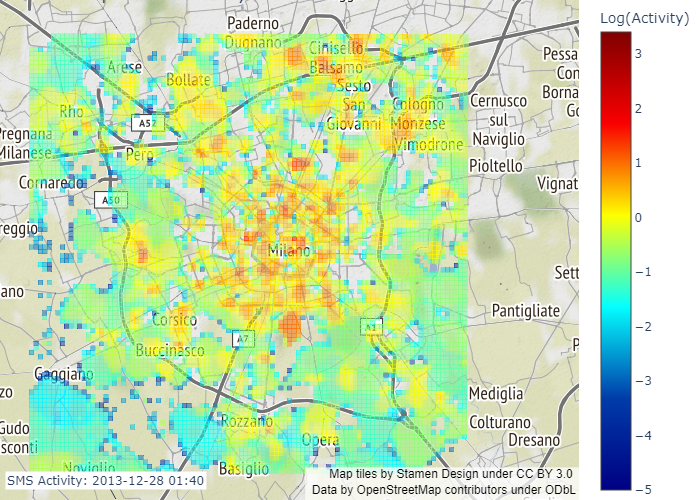 Log(Activity)
3
2
1
0
−1
−2
−3
−4
−5
Paderno
Dugnano
Cinisello
Balsamo
Arese
Bollate
Sesto
San
Giovanni
Cologno
Monzese
Cernusco
sul
Naviglio
Pessa
Con
Borna
Go
Rho
A52
Pregnana
Milanese
Pero
Vimodrone
Pioltello
Cornaredo
A50
Vignat
reggio
Milano
Sett
ano
Pantigliate
Corsico
A7
A1
P
Buccinasco
Gaggiano
zo
Mediglia
Rozzano
Colturano
Gudo
sconti
Opera
Dresano
Noviglio
Basiglio
SMS Activity: 2013-12-28 01:40
Map tiles by Stamen Design under CC BY 3.0
Data by OpenStreetMap contributors under ODbL